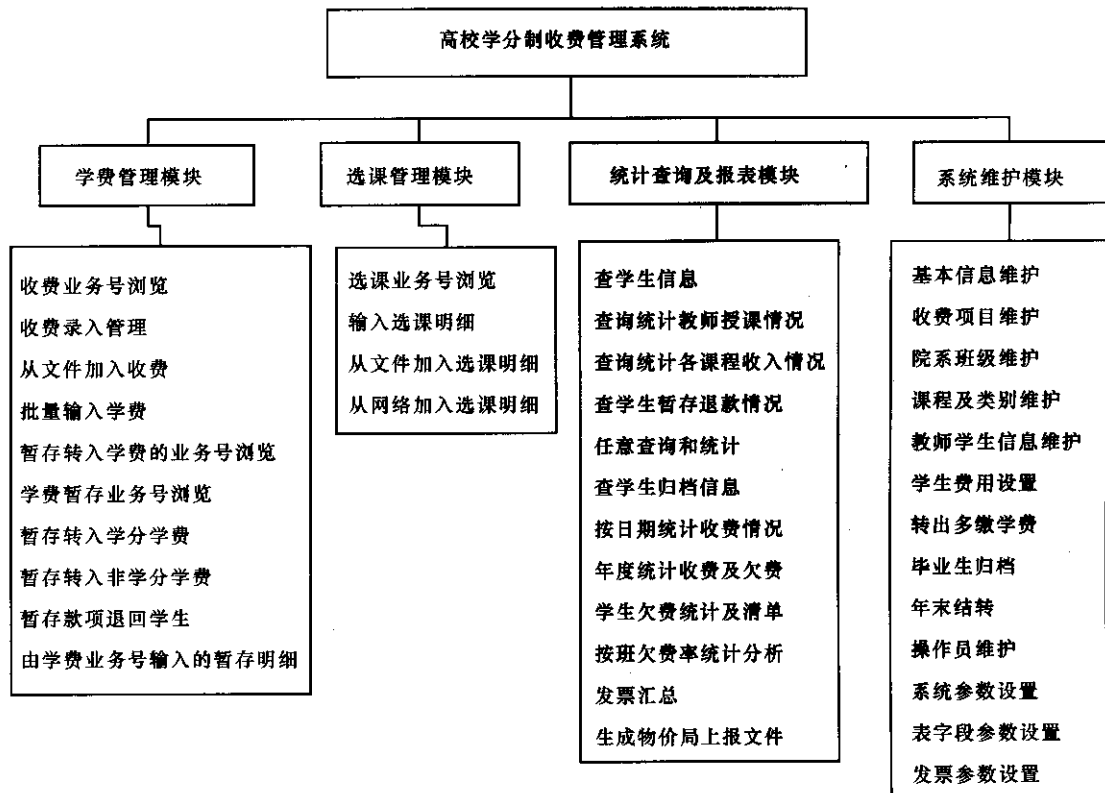 高校学分制收费管理系统
学费管理模块
选课管理模块
统计查询及报表模块
系统维护模块
收费业务号浏览
收费录入管理
从文件加入收费
批量输入学费
暂存转入学费的业务号浏览
学费暂存业务号浏览
暂存转入学分学费
暂存转入非学分学费
暂存款项退回学生
由学费业务号输入的暂存明细
选课业务号浏览
输入选课明细
从文件加入选课明细
从网络加入选课明细
查学生信息
查询统计教师授课情况
查询统计各课程收入情况
查学生暂存退款情况
任意查询和统计
查学生归档信息
按日期统计收费情况
年度统计收费及欠费
学生欠费统计及清单
按班欠费率统计分析
发票汇总
生成物价局上报文件
基本信息维护
收费项目维护
院系班级维护
课程及类别维护
教师学生信息维护
学生费用设置
转出多缴学费
毕业生归档
年末结转
操作员维护
系统参数设置
表字段参数设置
发票参数设置